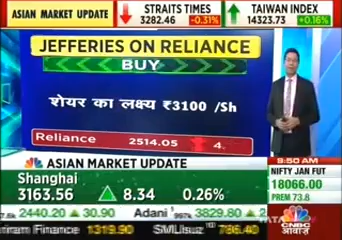 ASIAN MARKET UPDATE
STRAITS TIMES
3282.46 -0.31%
TAIWAN INDEX
14323.73 +0.16%
JEFFERIES ON RELIANCE
BUY
शेयर का लक्ष्य ₹3100 /Sh
Reliance 2514.05 4.
ASIAN MARKET UPDATE
Shanghai
3163.56 8.34 0.26%
9:50 AM
NIFTY JAN FUT
18066.00
PREM 73.8
2440.20 30.90 Adani 3829.80
Finance 1319.90 SMLIsuz 786.40
CNBC
आवाज़